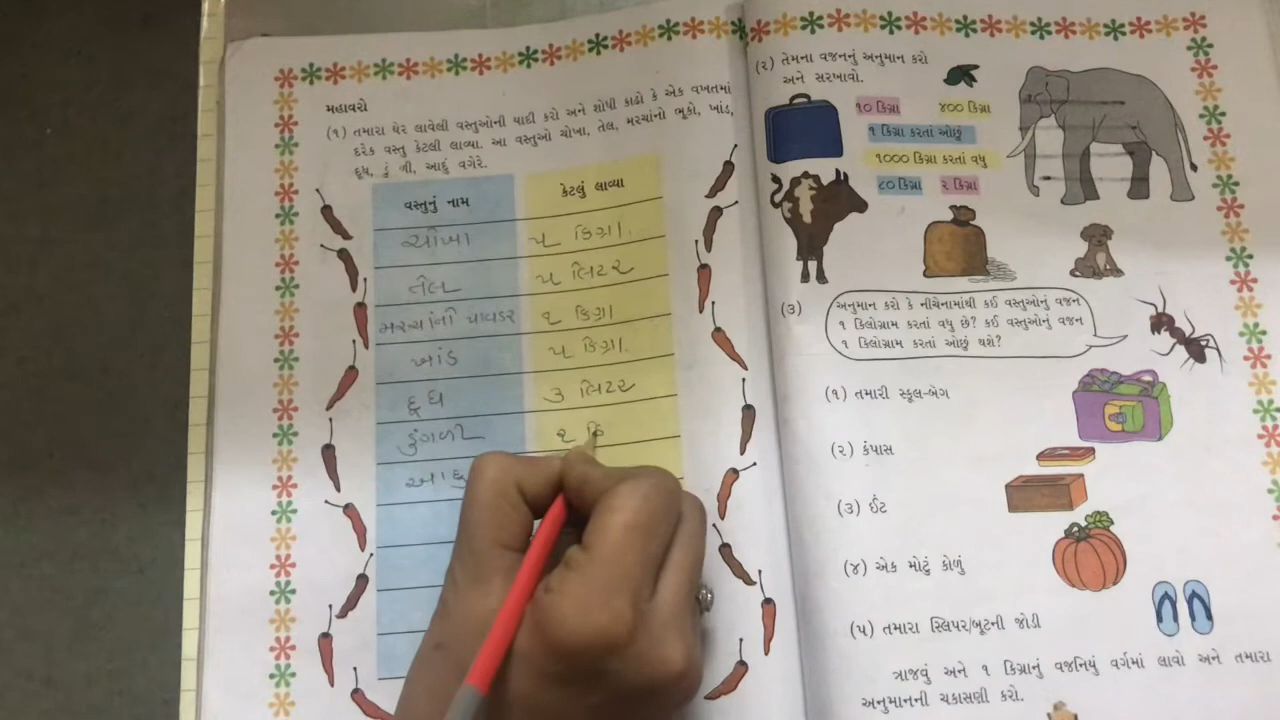 મહાવરો
(૧) તમારા ઘેર લાવેલી વસ્તુઓની યાદી કરો અને શોધી કાઢો કે એક વખતમાં
દરેક વસ્તુ કેટલી લાવ્યા. આ વસ્તુઓ ચોખા, તેલ, મરચાંનો ભૂકો, ખાંડ,
દૂધ, ડુંગળી, આદું વગેરે.
વસ્તુનું નામ કેટલું લાવ્યા
ચોખા ૫ કિગ્રા.
તેલ ૫ લિટર
મરચાંનો પાવડર ૨ કિગ્રા
ખાંડ ૫ કિગ્રા.
દૂધ ૩ લિટર
ડુંગળી ૨ કિ
આદુ
(૨) તેમના વજનનું અનુમાન કરો
અને સરખાવો.
૧૦ કિગ્રા ૪૦૦ કિગ્રા
૧ કિગ્રા કરતાં ઓછું
૧૦૦૦ કિગ્રા કરતાં વધુ
૮૦ કિગ્રા ૨ કિગ્રા
(૩) અનુમાન કરો કે નીચેનામાંથી કઈ વસ્તુઓનું વજન
૧ કિલોગ્રામ કરતાં વધુ છે? કઈ વસ્તુઓનું વજન
૧ કિલોગ્રામ કરતાં ઓછું થશે?
(૧) તમારી સ્કૂલ-બેગ
(૨) કંપાસ
(૩) ઈંટ
(૪) એક મોટું કોળું
(૫) તમારા સ્લિપર/બૂટની જોડી
ત્રાજવું અને ૧ કિગ્રાનું વજનિયું વર્ગમાં લાવો અને તમારા
અનુમાનની ચકાસણી કરો.